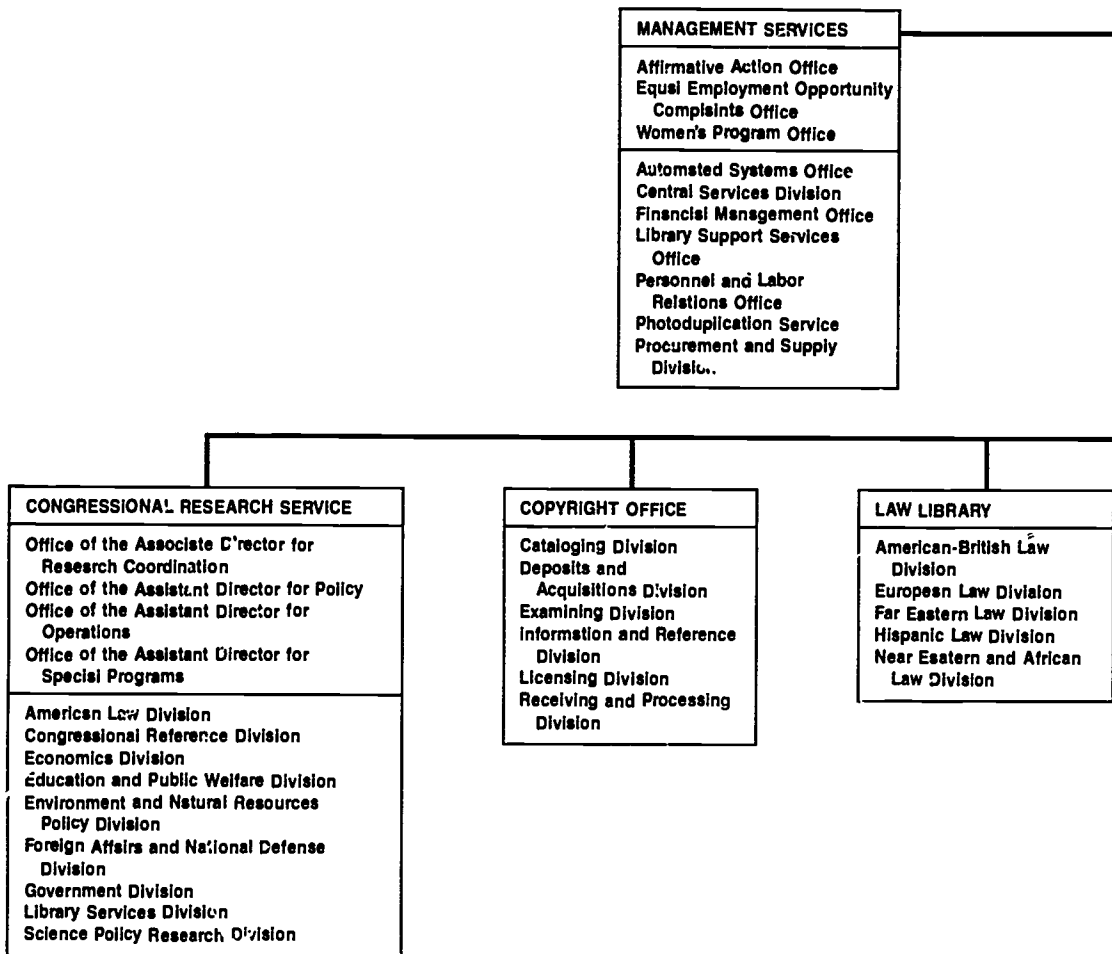 MANAGEMENT SERVICES
Affirmative Action Office
Equal Employment Opportunity
Complaints Office
Women's Program Office
Automated Systems Office
Central Services Division
Financial Management Office
Library Support Services
Office
Personnel and Labor
Relations Office
Photoduplication Service
Procurement and Supply
Division
CONGRESSIONAL RESEARCH SERVICE
Office of the Associate Director for
Research Coordination
Office of the Assistant Director for Policy
Office of the Assistant Director for
Operations
Office of the Assistant Director for
Special Programs
American Law Division
Congressional Reference Division
Economics Division
Education and Public Welfare Division
Environment and Natural Resources
Policy Division
Foreign Affairs and National Defense
Division
Government Division
Library Services Division
Science Policy Research Division
COPYRIGHT OFFICE
Cataloging Division
Deposits and
Acquisitions Division
Examining Division
Information and Reference
Division
Licensing Division
Receiving and Processing
Division
LAW LIBRARY
American-British Law
Division
European Law Division
Far Eastern Law Division
Hispanic Law Division
Near Eastern and African
Law Division